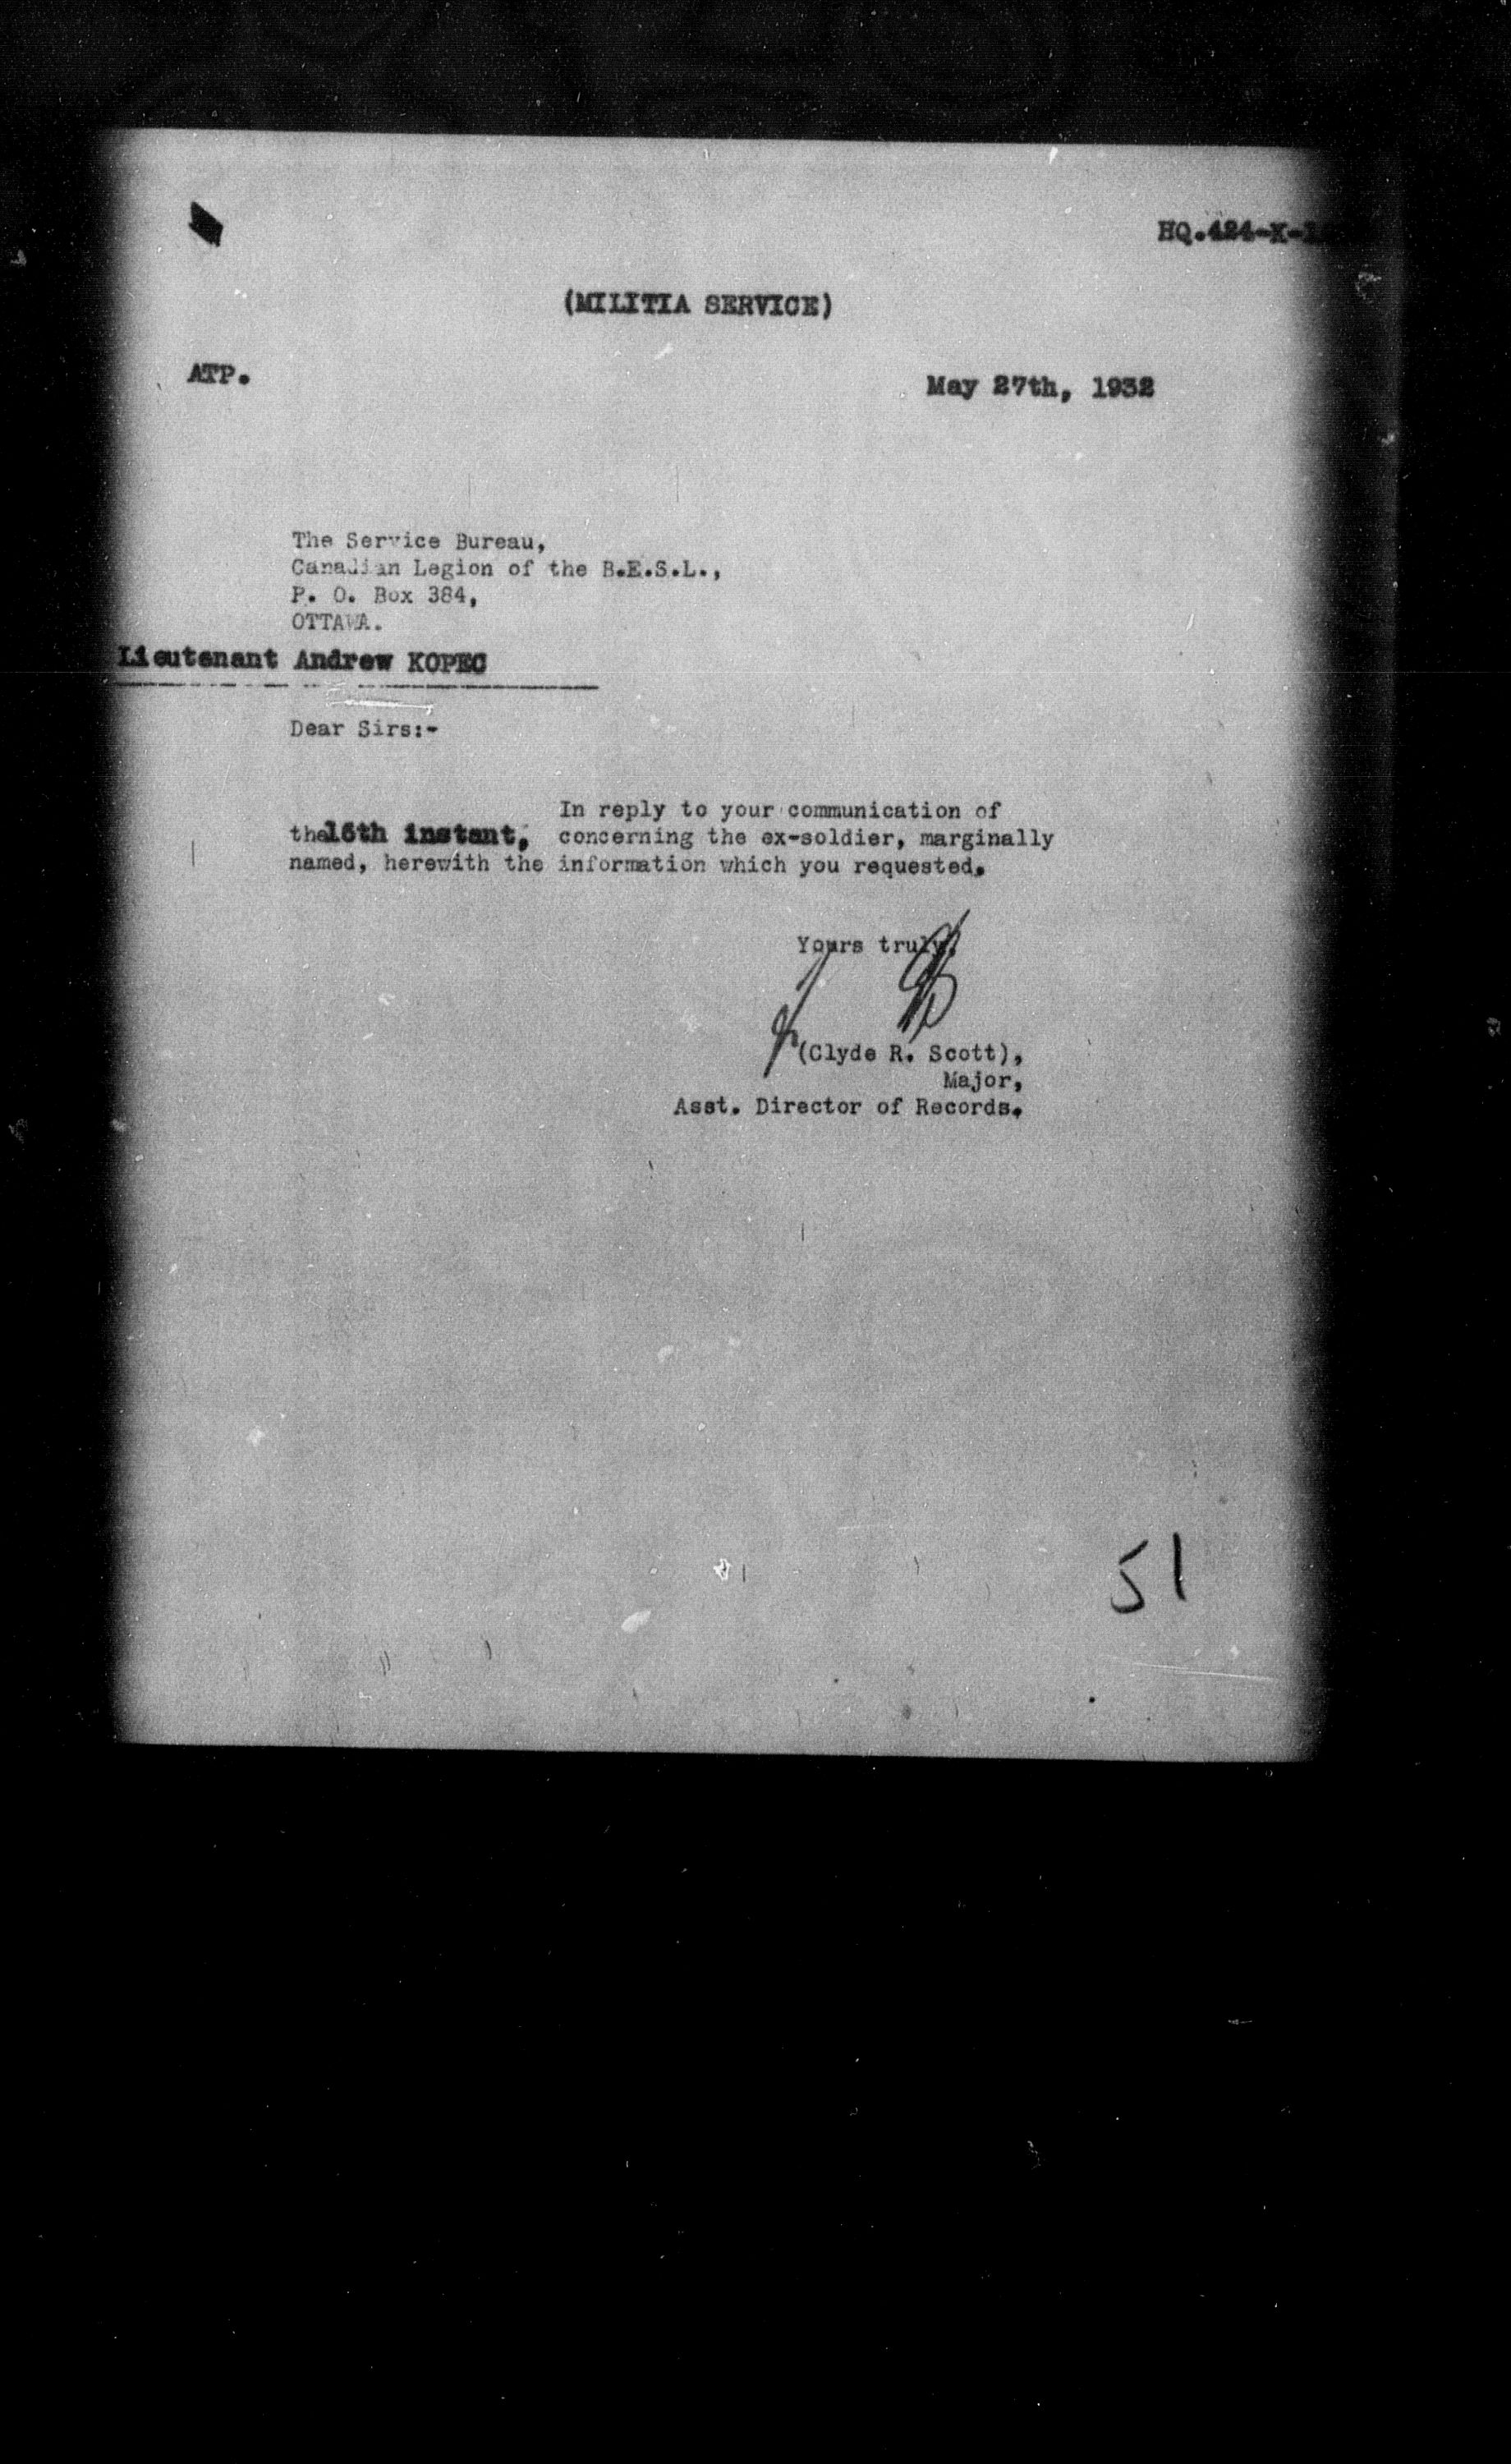 HQ.424-X-
(MILITIA SERVICE)
ATP.
May 27th, 1932
The Service Bureau,
Canadian Legion of the B.E.S.L.,
P. O. Box 384,
OTTAWA.
Lieutenant Andrew KOPEC
Dear Sirs:-
In reply to your communication of
the 16th instant, concerning the ex-soldier, marginally
named, herewith the information which you requested.
Yours truly,
(Clyde R. Scott),
Major,
Asst. Director of Records.
51